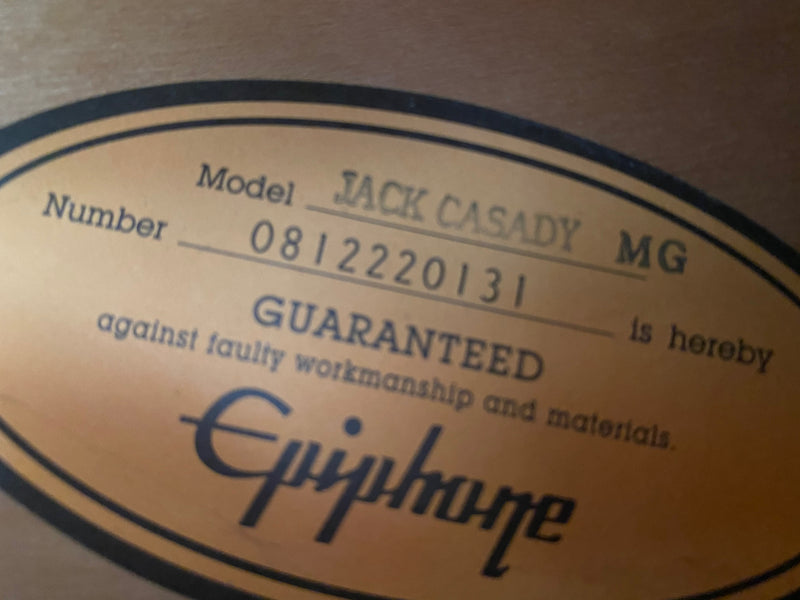 Model JACK CASADY MG
Number 0812220131 is hereby
GUARANTEED
against faulty workmanship and materials.
Epiphone